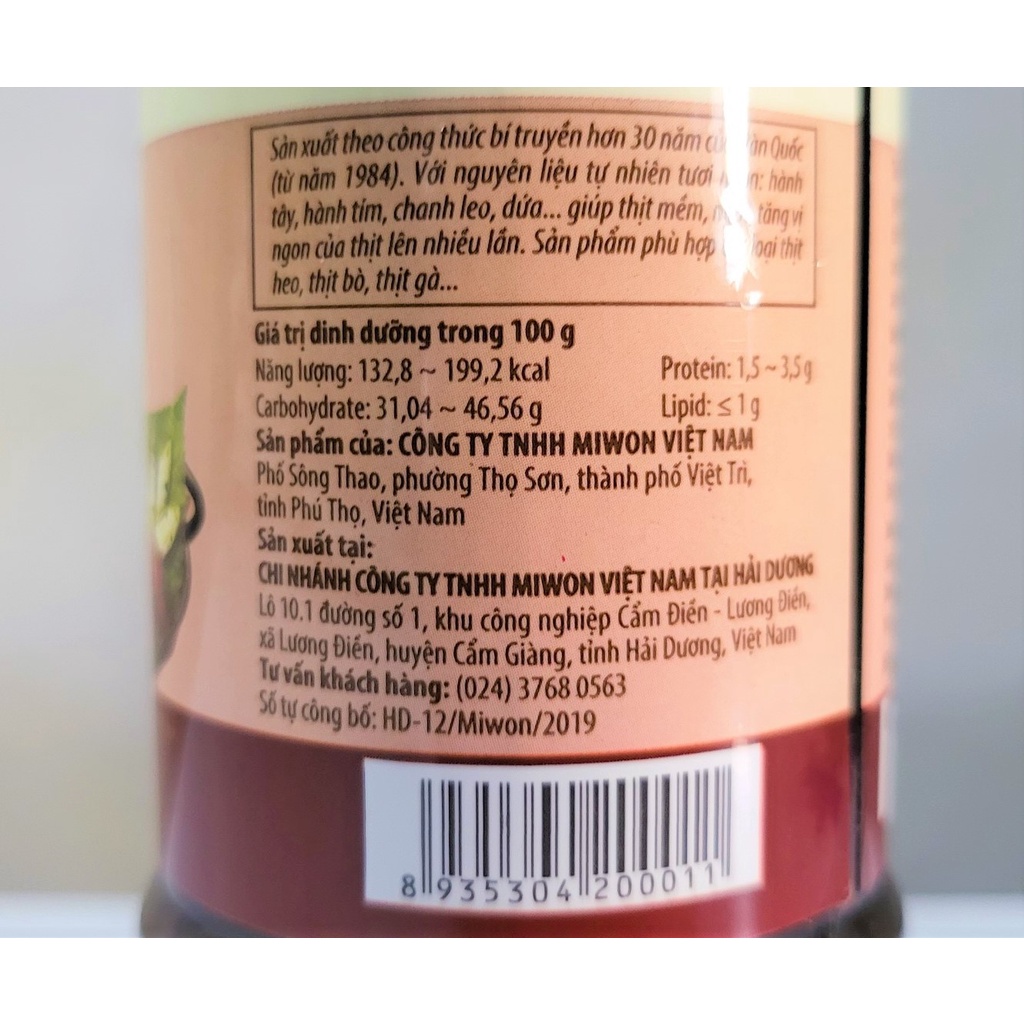 Sản xuất theo công thức bí truyền hơn 30 năm Quốc
(từ năm 1984). Với nguyên liệu tự nhiên tươi hành
tây, hành tím, chanh leo, dứa... giúp thịt mềm, tăng vị
ngon của thịt lên nhiều lần. Sản phẩm phù hợp loại thịt
heo, thịt bò, thịt gà...
Giá trị dinh dưỡng trong 100 g
Năng lượng: 132,8 ~ 199,2 kcal Protein: 1,5 ~ 3,5 g
Carbohydrate: 31,04 ~ 46,56 g Lipid: ≤ 1 g
Sản phẩm của: CÔNG TY TNHH MIWON VIỆT NAM
Phố Sông Thao, phường Thọ Sơn, thành phố Việt Trì,
tỉnh Phú Thọ, Việt Nam
Sản xuất tại:
CHI NHÁNH CÔNG TY TNHH MIWON VIỆT NAM TẠI HẢI DƯƠNG
Lô 10.1 đường số 1, khu công nghiệp Cẩm Điền - Lương Điền,
xã Lương Điền, huyện Cẩm Giàng, tỉnh Hải Dương, Việt Nam
Tư vấn khách hàng: (024) 3768 0563
Số tự công bố: HD-12/Miwon/2019
8 935304 200011